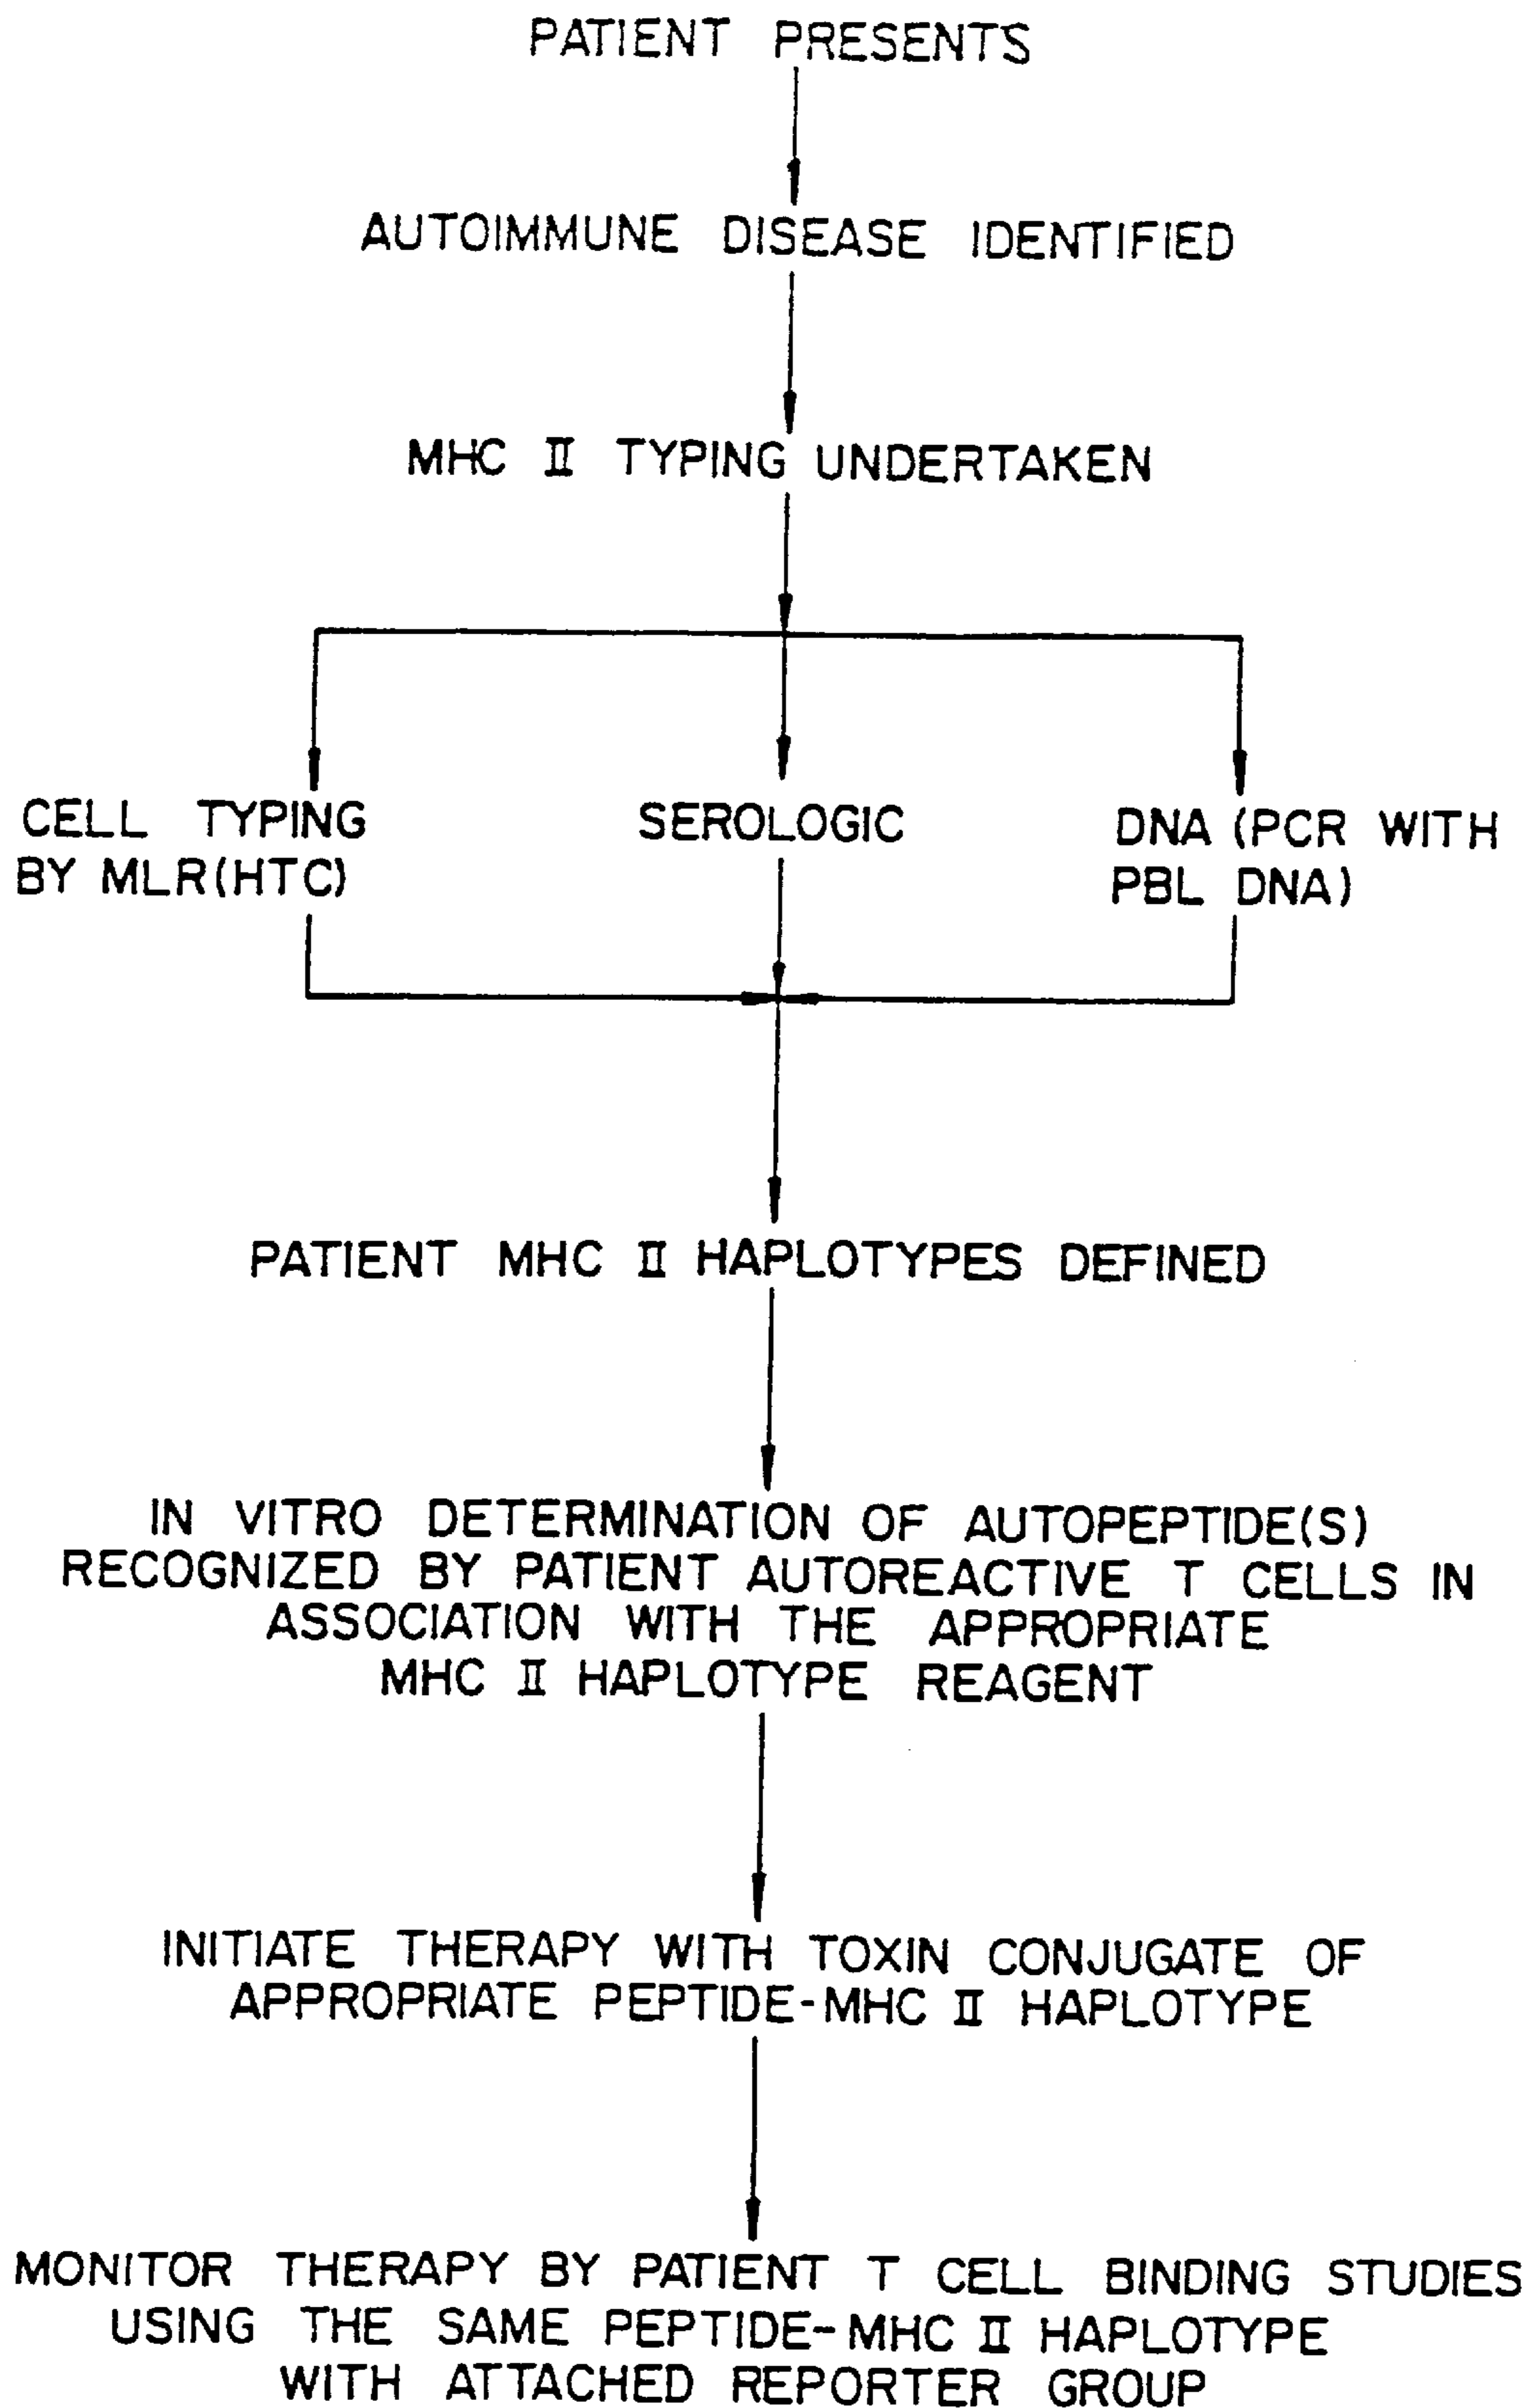 PATIENT PRESENTS
AUTOIMMUNE DISEASE IDENTIFIED
MHC II TYPING UNDERTAKEN
CELL TYPING
BY MLR(HTC)
SEROLOGIC
DNA (PCR WITH
PBL DNA)
PATIENT MHC II HAPLOTYPES DEFINED
IN VITRO DETERMINATION OF AUTOPEPTIDE(S)
RECOGNIZED BY PATIENT AUTOREACTIVE T CELLS IN
ASSOCIATION WITH THE APPROPRIATE
MHC II HAPLOTYPE REAGENT
INITIATE THERAPY WITH TOXIN CONJUGATE OF
APPROPRIATE PEPTIDE-MHC II HAPLOTYPE
MONITOR THERAPY BY PATIENT T CELL BINDING STUDIES
USING THE SAME PEPTIDE-MHC II HAPLOTYPE
WITH ATTACHED REPORTER GROUP